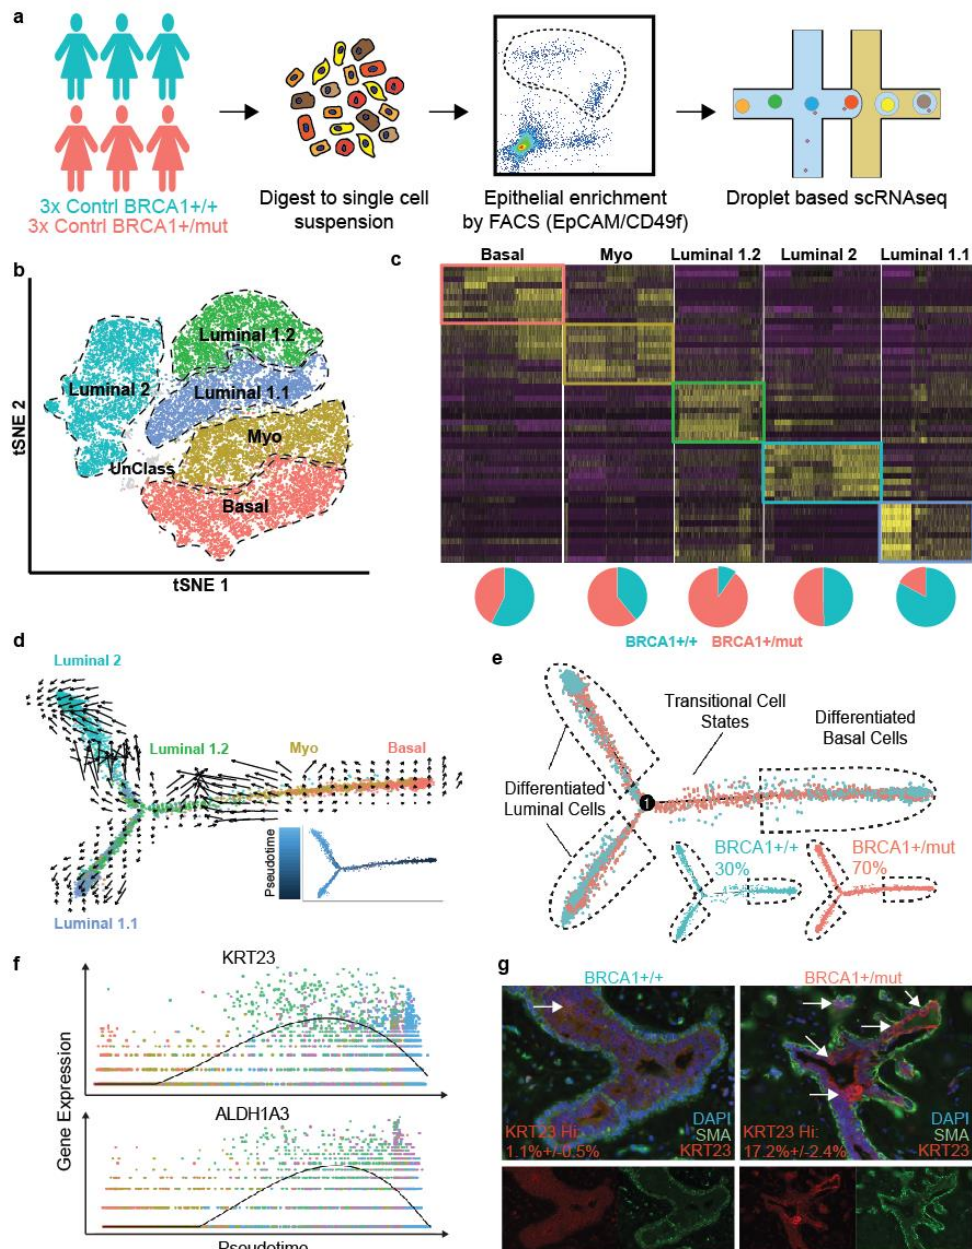 a
3x Contrl BRCA1+/+
3x Contrl BRCA1+/mut
Digest to single cell
suspension
Epithelial enrichment
by FACS (EpCAM/CD49f)
Droplet based scRNAseq
b
Luminal 1.2
Luminal 2
Luminal 1.1
Myo
UnClass
Basal
tSNE 2
tSNE 1
c
Basal
Myo
Luminal 1.2
Luminal 2
Luminal 1.1
BRCA1+/+ BRCA1+/mut
d
Luminal 2
Luminal 1.2
Myo
Basal
Luminal 1.1
Pseudotime
e
Transitional Cell
States
Differentiated
Basal Cells
Differentiated
Luminal Cells
1
BRCA1+/+
30%
BRCA1+/mut
70%
f
KRT23
ALDH1A3
Gene Expression
Pseudotime
g
BRCA1+/+
BRCA1+/mut
KRT23 Hi:
1.1%+/-0.5%
DAPI
SMA
KRT23
KRT23 Hi:
17.2%+/-2.4%
DAPI
SMA
KRT23